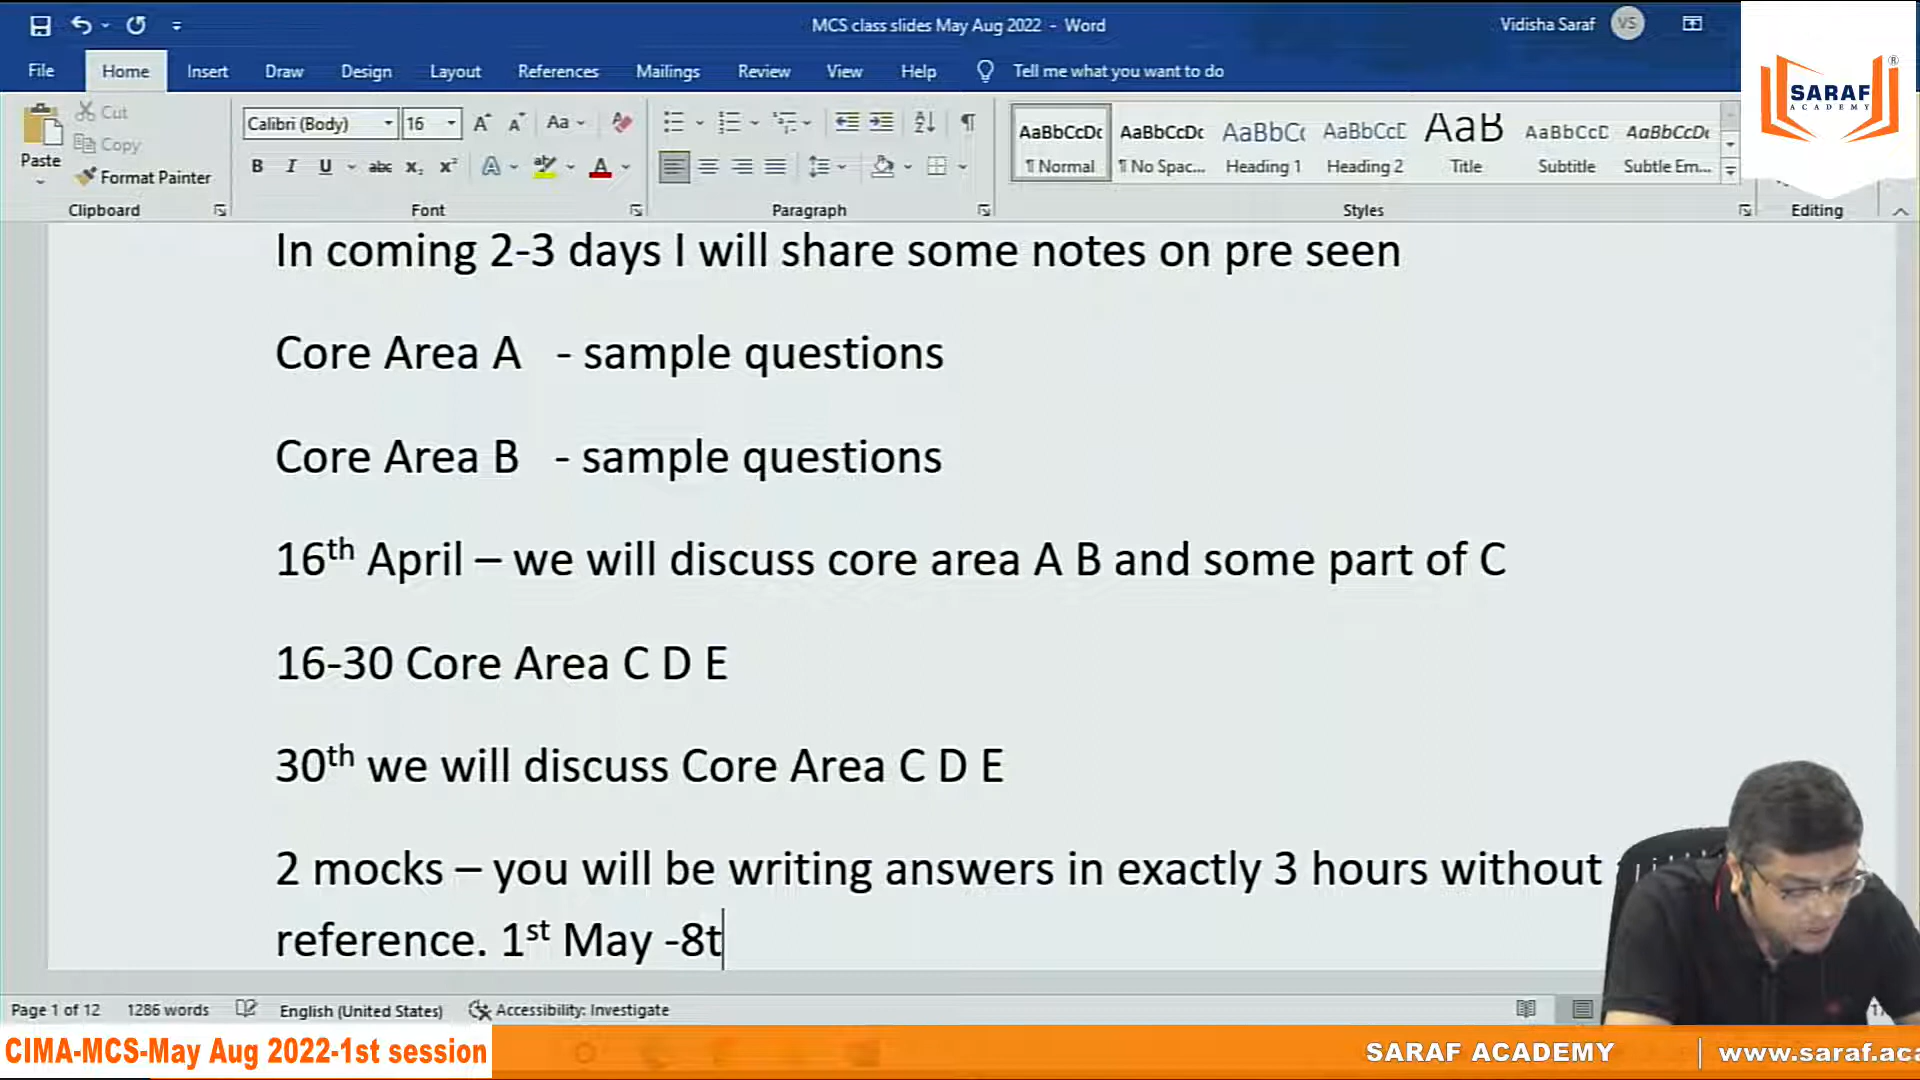 MCS class slides May Aug 2022 - Word
Vidisha Saraf VS
File Home Insert Draw Design Layout References Mailings Review View Help Tell me what you want to do
SARAF
ACADEMY
®
Paste
Cut
Copy
Format Painter
Clipboard
Calibri (Body) 16
Font
Paragraph
AaBbCcDc AaBbCcDc AaBbCc AaBbCcD AaB AaBbCcD AaBbCcDc
¶ Normal ¶ No Spac... Heading 1 Heading 2 Title Subtitle Subtle Em...
Styles
Editing
In coming 2-3 days I will share some notes on pre seen
Core Area A - sample questions
Core Area B - sample questions
16th April – we will discuss core area A B and some part of C
16-30 Core Area C D E
30th we will discuss Core Area C D E
2 mocks – you will be writing answers in exactly 3 hours without
reference. 1st May -8t
Page 1 of 12 1286 words English (United States) Accessibility: Investigate
CIMA-MCS-May Aug 2022-1st session
SARAF ACADEMY www.saraf.aca